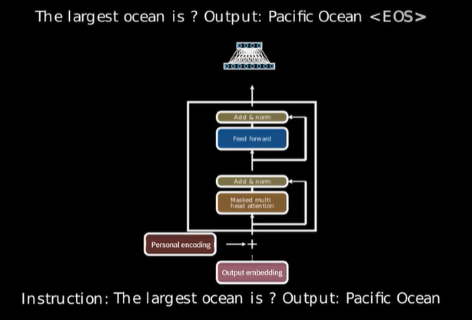 The largest ocean is ? Output: Pacific Ocean <EOS>
Add & norm
Feed forward
Add & norm
Masked multi
head attention
Personal encoding
+
Output embedding
Instruction: The largest ocean is ? Output: Pacific Ocean